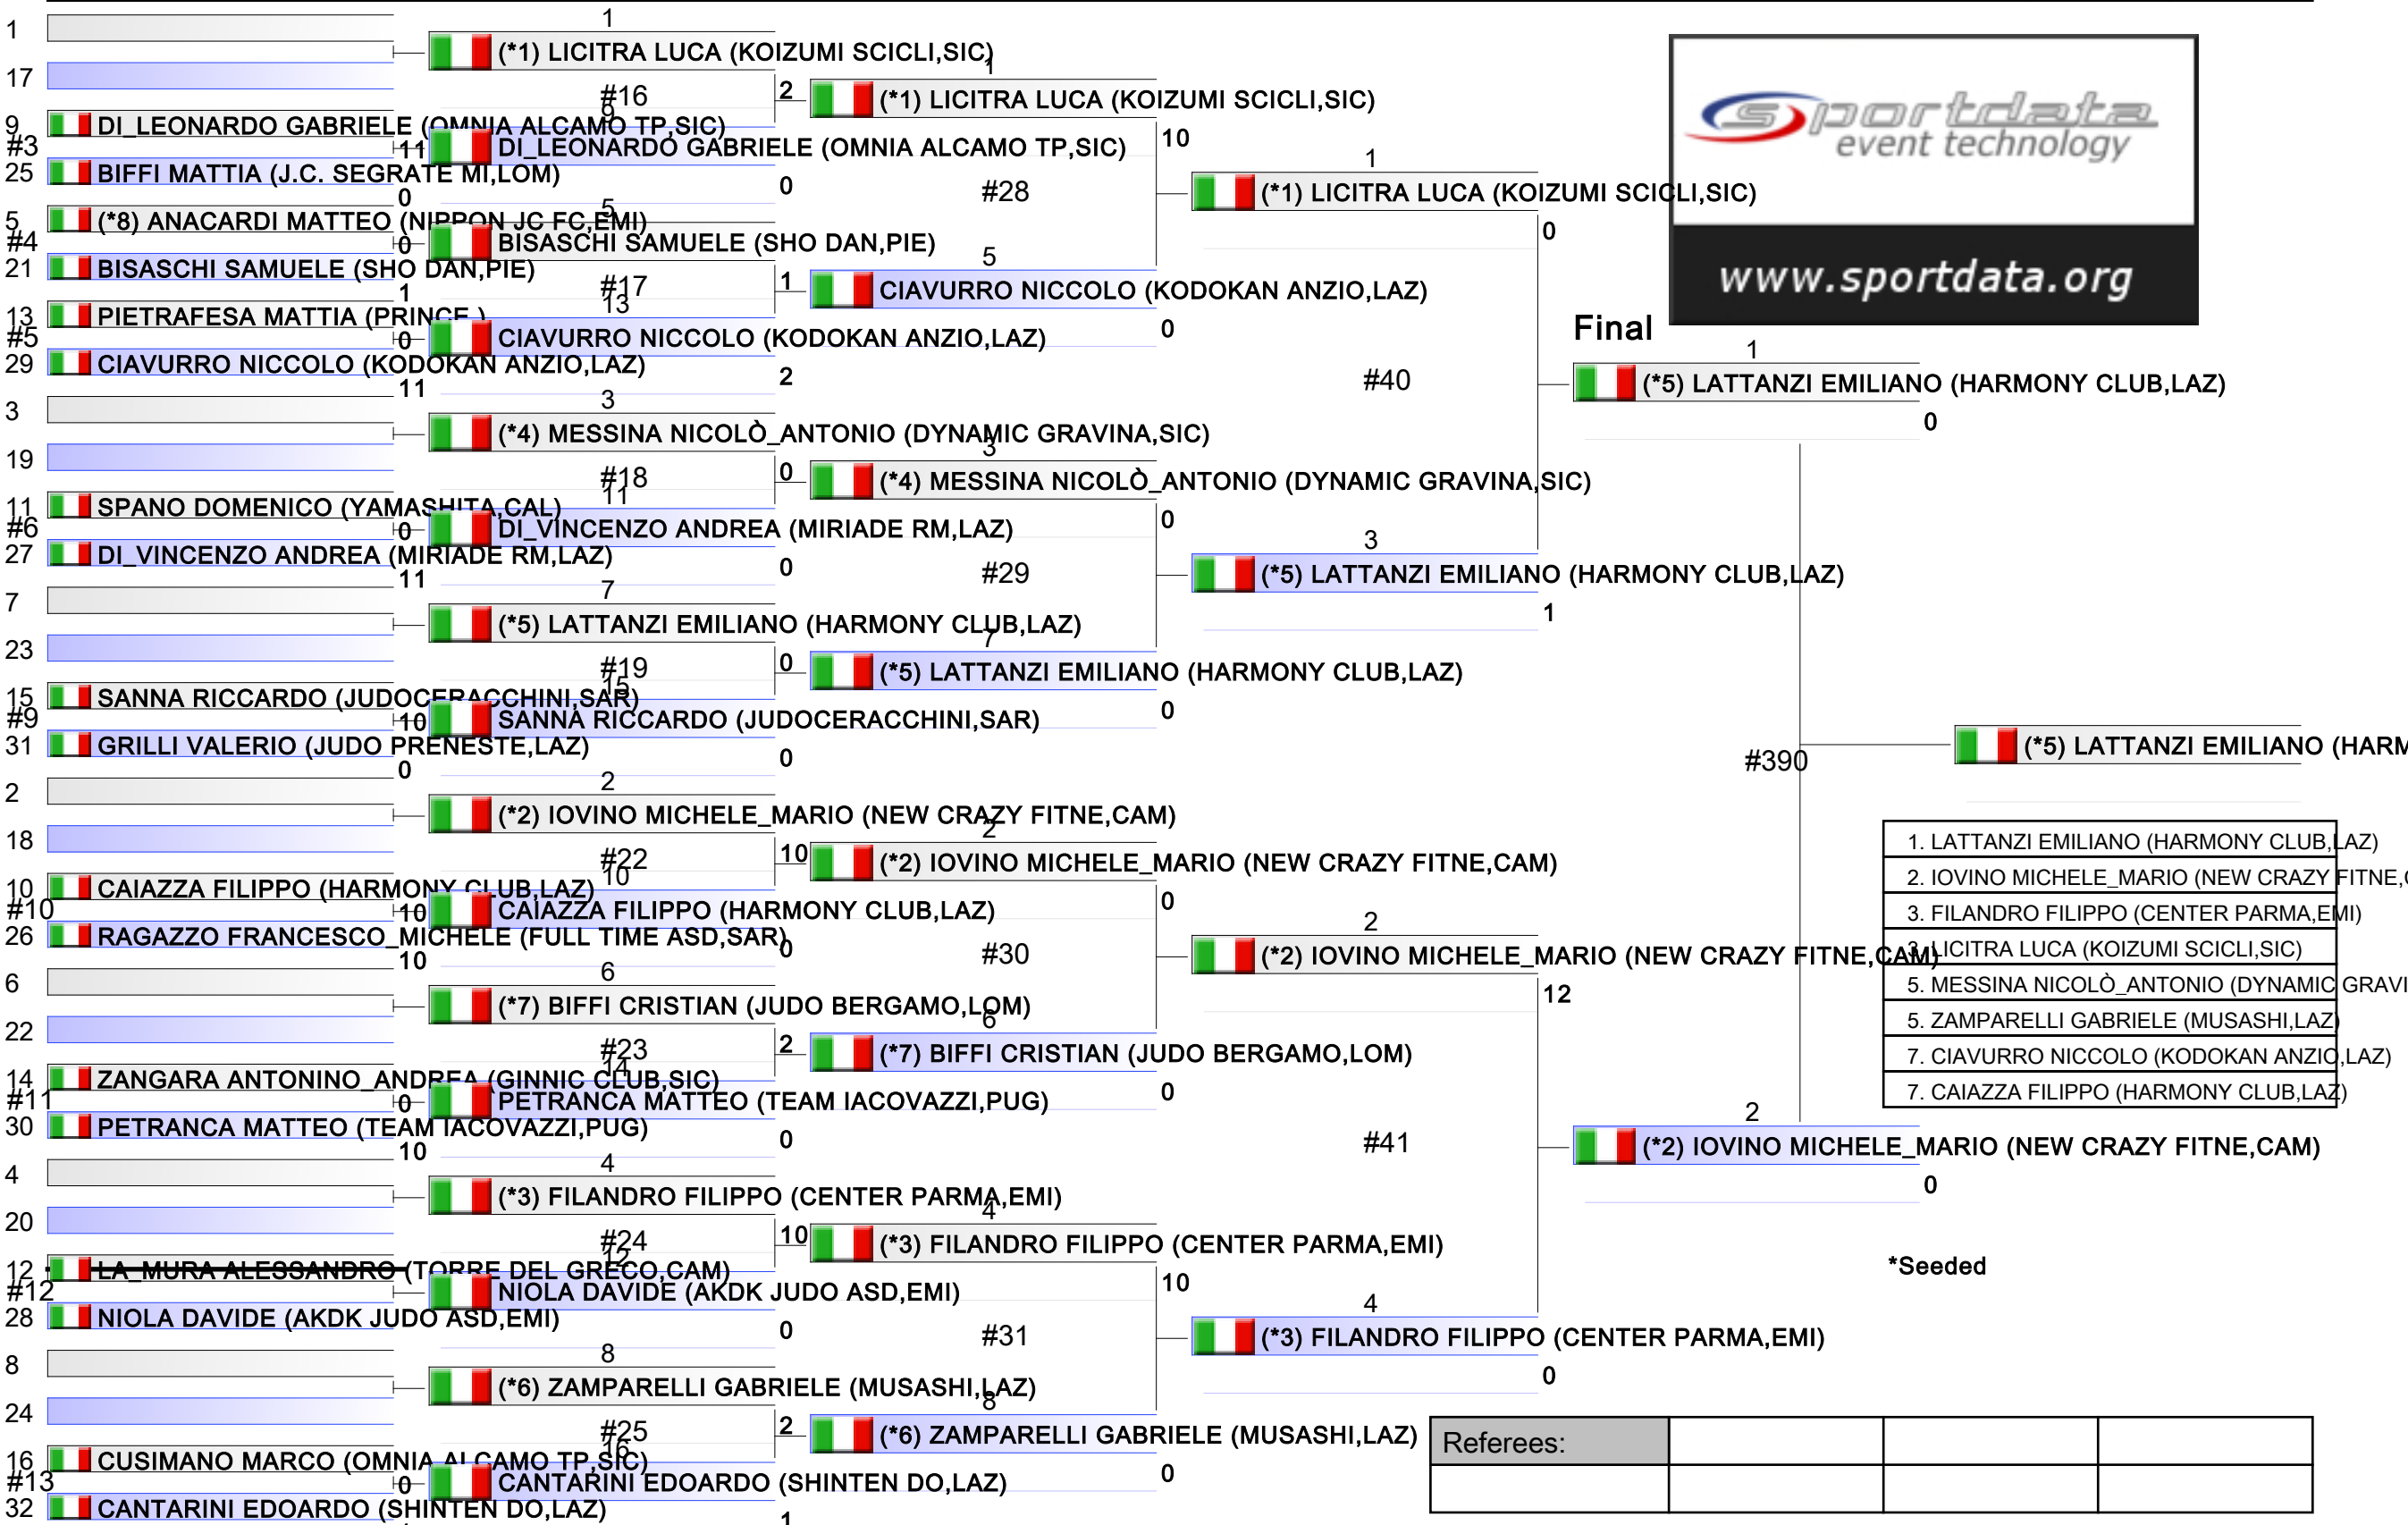 1
17
9
#3
25
5
#4
21
13
#5
29
3
19
11
#6
27
7
23
15
#9
31
2
18
10
#10
26
6
22
14
#11
30
4
20
12
#12
28
8
24
16
#13
32
DI_LEONARDO GABRIELE (OMNIA ALCAMO TP,SIC)
11
BIFFI MATTIA (J.C. SEGRATE MI,LOM)
0
(*8) ANACARDI MATTEO (NIPPON JC FC,EMI)
0
BISASCHI SAMUELE (SHO DAN,PIE)
1
PIETRAFESA MATTIA (PRINCE )
0
CIAVURRO NICCOLO (KODOKAN ANZIO,LAZ)
11
SPANO DOMENICO (YAMASHITA,CAL)
0
DI_VINCENZO ANDREA (MIRIADE RM,LAZ)
11
SANNA RICCARDO (JUDOCERACCHINI,SAR)
10
GRILLI VALERIO (JUDO PRENESTE,LAZ)
0
CAIAZZA FILIPPO (HARMONY CLUB,LAZ)
10
RAGAZZO FRANCESCO_MICHELE (FULL TIME ASD,SAR)
10
ZANGARA ANTONINO_ANDREA (GINNIC CLUB,SIC)
0
PETRANCA MATTEO (TEAM IACOVAZZI,PUG)
10
LA_MURA ALESSANDRO (TORRE DEL GRECO,CAM)
NIOLA DAVIDE (AKDK JUDO ASD,EMI)
CUSIMANO MARCO (OMNIA ALCAMO TP,SIC)
0
CANTARINI EDOARDO (SHINTEN DO,LAZ)
1
(*1) LICITRA LUCA (KOIZUMI SCICLI,SIC)
#16
2
9
DI_LEONARDO GABRIELE (OMNIA ALCAMO TP,SIC)
0
5
BISASCHI SAMUELE (SHO DAN,PIE)
#17
1
13
CIAVURRO NICCOLO (KODOKAN ANZIO,LAZ)
2
3
(*4) MESSINA NICOLÒ_ANTONIO (DYNAMIC GRAVINA,SIC)
#18
0
11
DI_VINCENZO ANDREA (MIRIADE RM,LAZ)
0
7
(*5) LATTANZI EMILIANO (HARMONY CLUB,LAZ)
#19
0
15
SANNA RICCARDO (JUDOCERACCHINI,SAR)
0
2
(*2) IOVINO MICHELE_MARIO (NEW CRAZY FITNE,CAM)
#22
10
10
CAIAZZA FILIPPO (HARMONY CLUB,LAZ)
0
6
(*7) BIFFI CRISTIAN (JUDO BERGAMO,LOM)
#23
2
14
PETRANCA MATTEO (TEAM IACOVAZZI,PUG)
0
4
(*3) FILANDRO FILIPPO (CENTER PARMA,EMI)
#24
10
12
NIOLA DAVIDE (AKDK JUDO ASD,EMI)
0
8
(*6) ZAMPARELLI GABRIELE (MUSASHI,LAZ)
#25
2
16
CANTARINI EDOARDO (SHINTEN DO,LAZ)
1
1
(*1) LICITRA LUCA (KOIZUMI SCICLI,SIC)
10
#28
5
CIAVURRO NICCOLO (KODOKAN ANZIO,LAZ)
0
3
(*4) MESSINA NICOLÒ_ANTONIO (DYNAMIC GRAVINA,SIC)
0
#29
7
(*5) LATTANZI EMILIANO (HARMONY CLUB,LAZ)
0
2
(*2) IOVINO MICHELE_MARIO (NEW CRAZY FITNE,CAM)
0
#30
6
(*7) BIFFI CRISTIAN (JUDO BERGAMO,LOM)
0
4
(*3) FILANDRO FILIPPO (CENTER PARMA,EMI)
10
#31
8
(*6) ZAMPARELLI GABRIELE (MUSASHI,LAZ)
0
1
(*1) LICITRA LUCA (KOIZUMI SCICLI,SIC)
0
#40
3
(*5) LATTANZI EMILIANO (HARMONY CLUB,LAZ)
1
2
(*2) IOVINO MICHELE_MARIO (NEW CRAZY FITNE,CAM)
12
#41
4
(*3) FILANDRO FILIPPO (CENTER PARMA,EMI)
0
sportdata
event technology
www.sportdata.org
Final
1
(*5) LATTANZI EMILIANO (HARMONY CLUB,LAZ)
0
#390
2
(*2) IOVINO MICHELE_MARIO (NEW CRAZY FITNE,CAM)
0
(*5) LATTANZI EMILIANO (HARM
1. LATTANZI EMILIANO (HARMONY CLUB,LAZ)
2. IOVINO MICHELE_MARIO (NEW CRAZY FITNE,
3. FILANDRO FILIPPO (CENTER PARMA,EMI)
3. LICITRA LUCA (KOIZUMI SCICLI,SIC)
5. MESSINA NICOLÒ_ANTONIO (DYNAMIC GRAVI
5. ZAMPARELLI GABRIELE (MUSASHI,LAZ)
7. CIAVURRO NICCOLO (KODOKAN ANZIO,LAZ)
7. CAIAZZA FILIPPO (HARMONY CLUB,LAZ)
*Seeded
Referees: